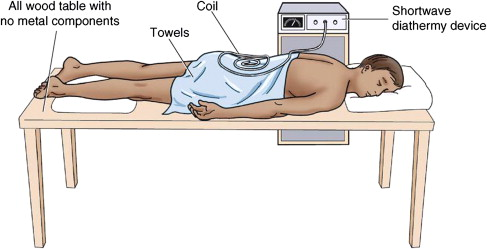 All wood table with
no metal components
Coil
Towels
Shortwave
diathermy device